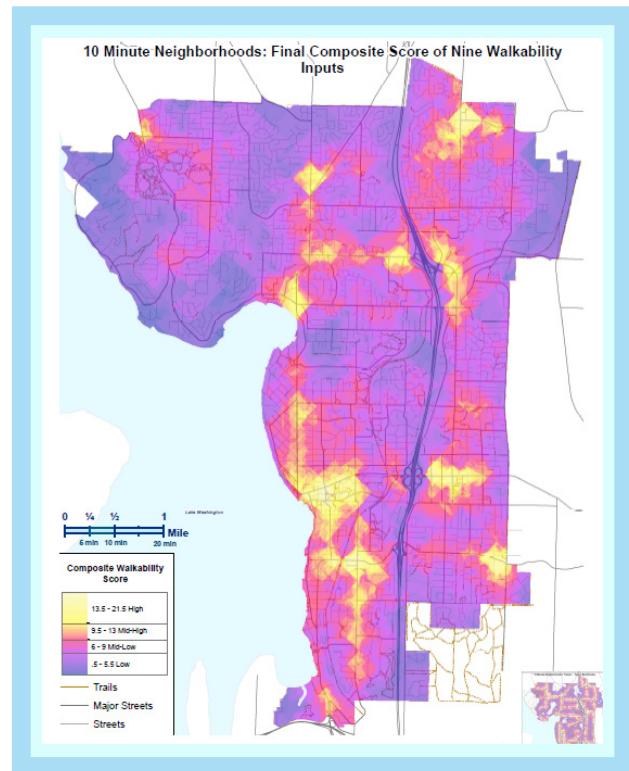 10 Minute Neighborhoods: Final Composite Score of Nine Walkability
Inputs
Lake Washington
0 ¼ ½ 1
Mile
5 min 10 min 20 min
Composite Walkability
Score
13.5 - 21.5 High
9.5 - 13 Mid-High
6 - 9 Mid-Low
.5 - 5.5 Low
Trails
Major Streets
Streets